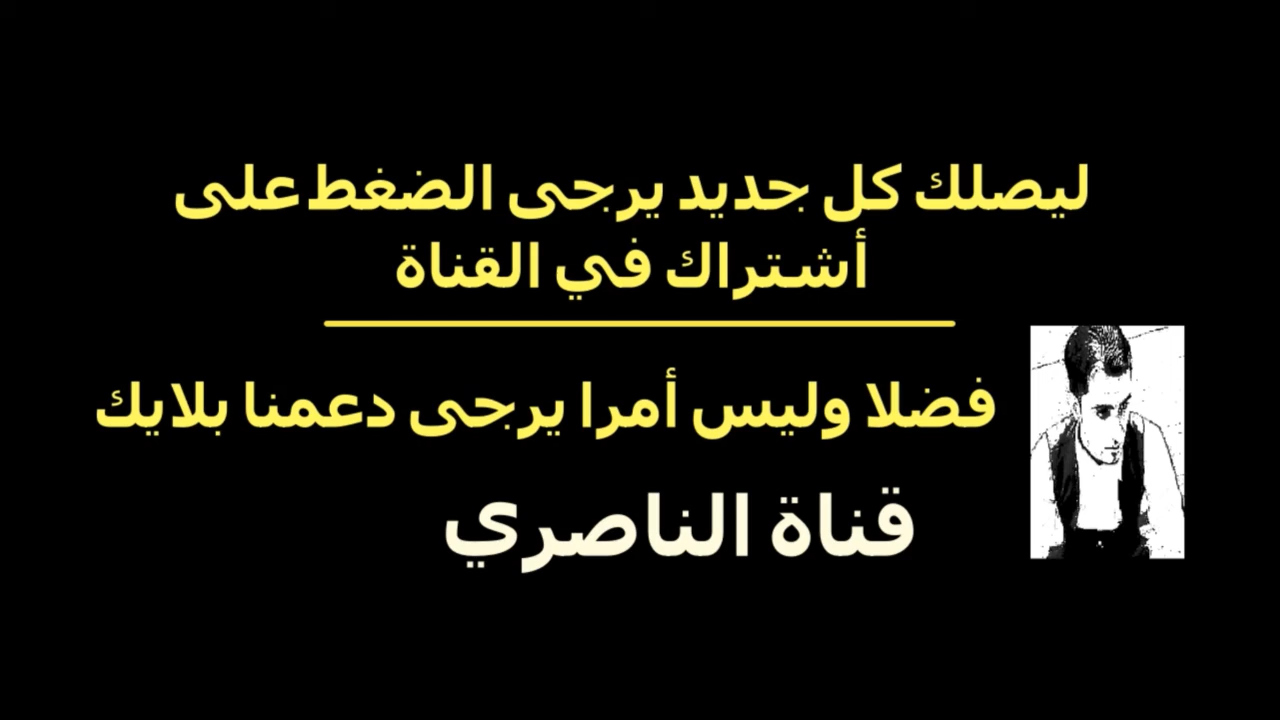 ليصلك كل جديد يرجى الضغط على
أشتراك في القناة
فضلا وليس أمرا يرجى دعمنا بلايك
قناة الناصري